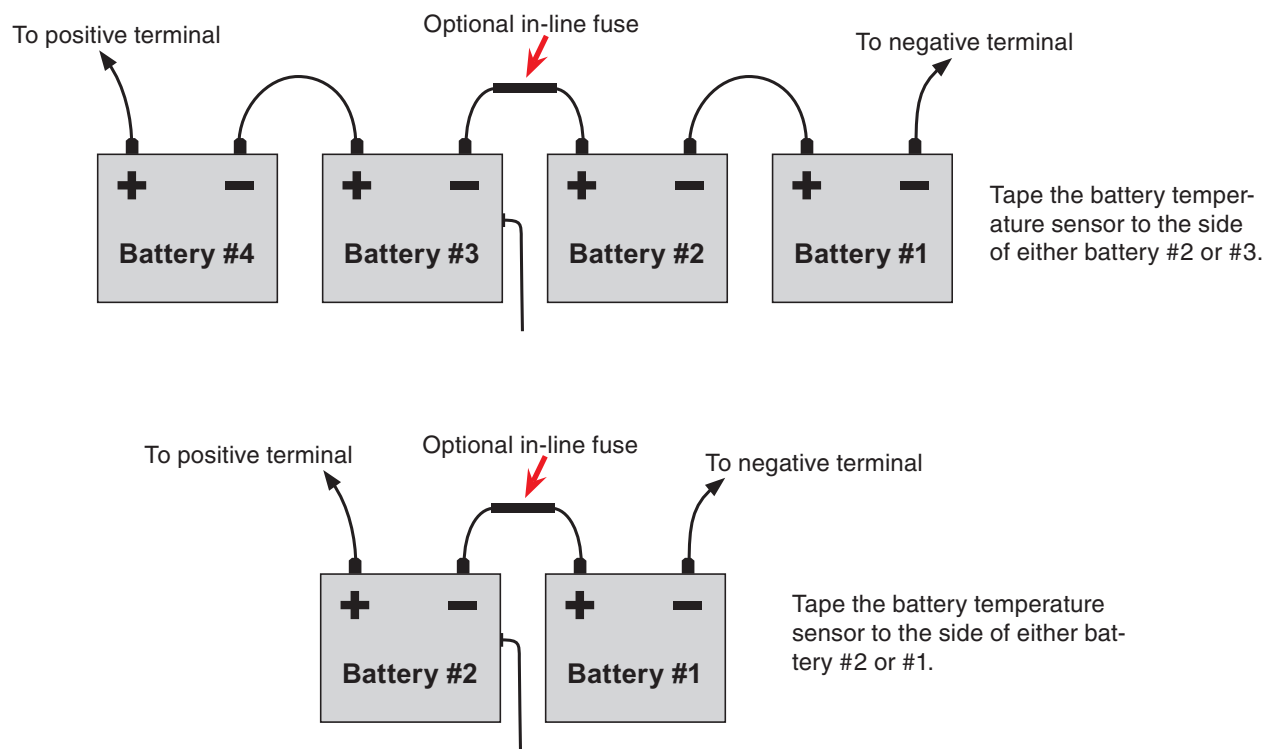 Optional in-line fuse
To positive terminal
To negative terminal
+ − + − + − + −
Battery #4 Battery #3 Battery #2 Battery #1
Tape the battery temper-
ature sensor to the side
of either battery #2 or #3.
Optional in-line fuse
To positive terminal
To negative terminal
+ − + −
Battery #2 Battery #1
Tape the battery temperature
sensor to the side of either bat-
tery #2 or #1.